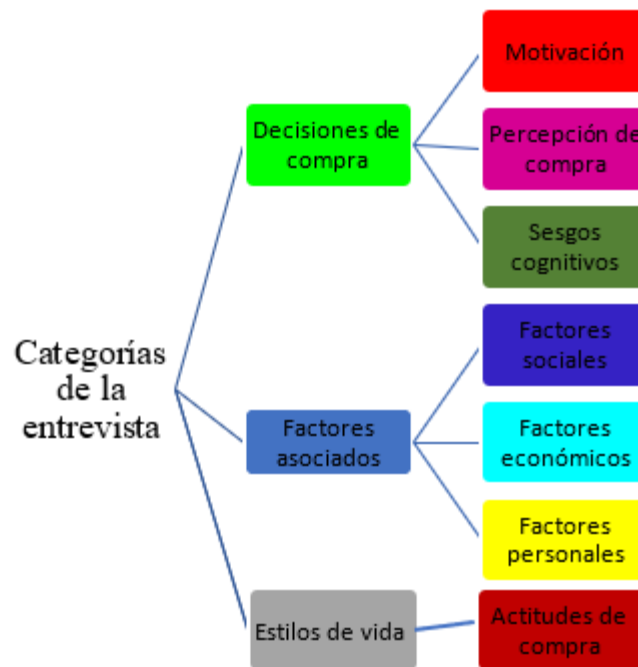 Categorías
de la
entrevista
Decisiones de
compra
Motivación
Percepción de
compra
Sesgos
cognitivos
Factores
asociados
Factores
sociales
Factores
económicos
Factores
personales
Estilos de vida
Actitudes de
compra